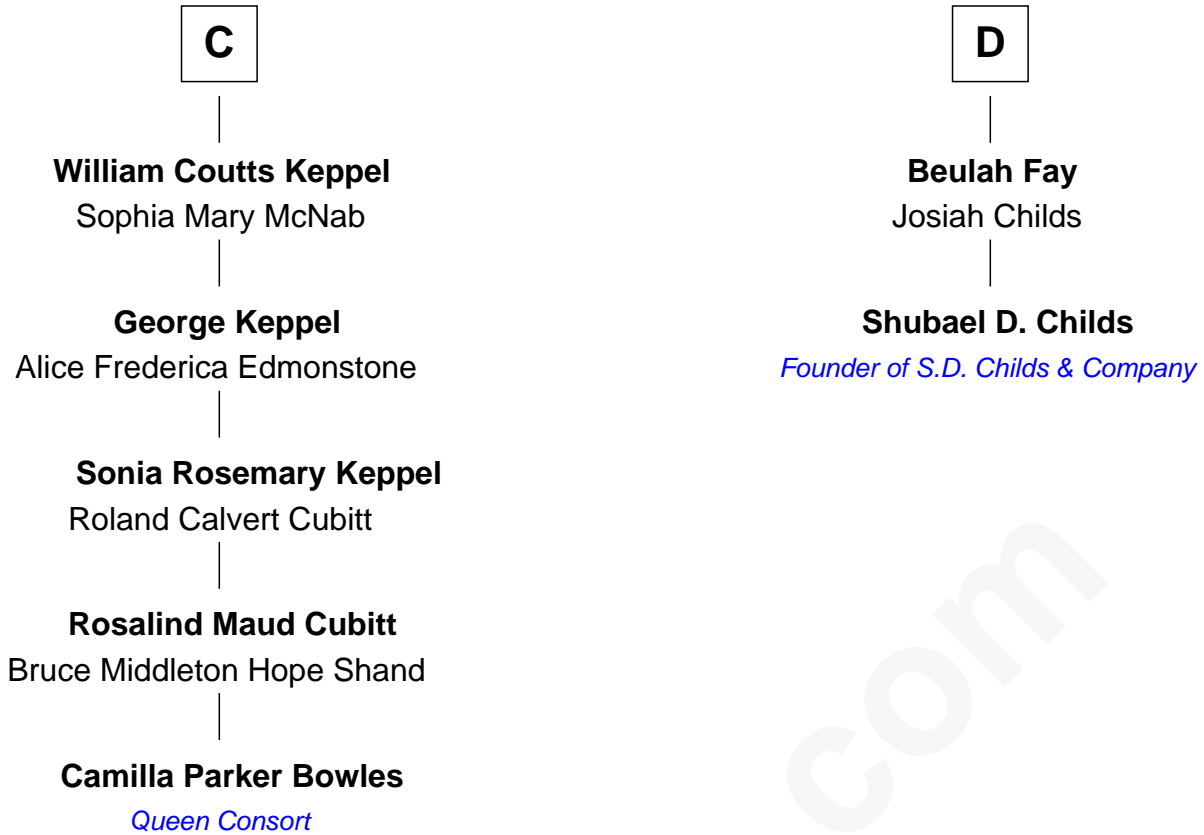 C
William Coutts Keppel
Sophia Mary McNab
George Keppel
Alice Frederica Edmonstone
Sonia Rosemary Keppel
Roland Calvert Cubitt
Rosalind Maud Cubitt
Bruce Middleton Hope Shand
Camilla Parker Bowles
Queen Consort
D
Beulah Fay
Josiah Childs
Shubael D. Childs
Founder of S.D. Childs & Company
com